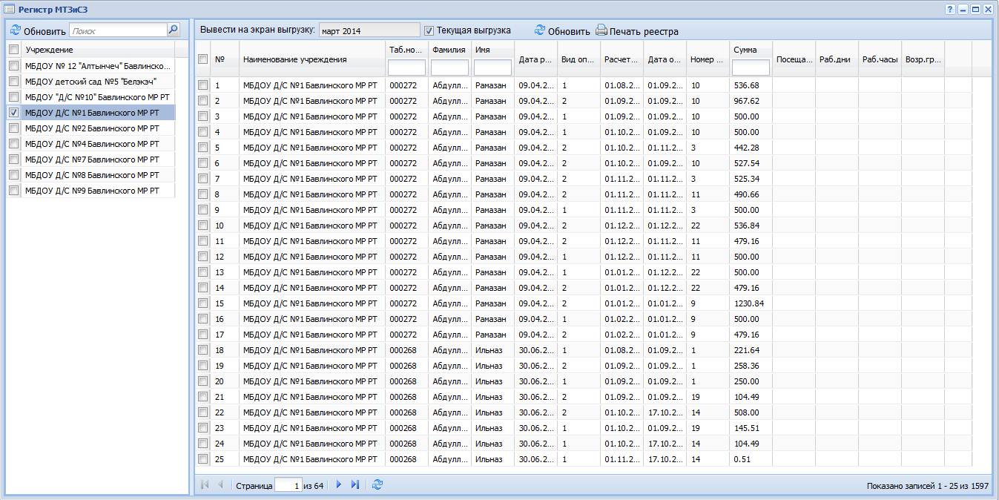 Регистр МТЗиСЗ
Обновить Поиск
Учреждение
МБДОУ № 12 "Алтынчеч" Бавлинско...
МБДОУ детский сад №5 "Белэкэч"
МБДОУ "Д/С №10" Бавлинского МР РТ
МБДОУ Д/С №1 Бавлинского МР РТ
МБДОУ Д/С №2 Бавлинского МР РТ
МБДОУ Д/С №4 Бавлинского МР РТ
МБДОУ Д/С №7 Бавлинского МР РТ
МБДОУ Д/С №8 Бавлинского МР РТ
МБДОУ Д/С №9 Бавлинского МР РТ
Вывести на экран выгрузку: март 2014 Текущая выгрузка Обновить Печать реестра
№ Наименование учреждения Таб.но... Фамилия Имя Дата р... Вид оп... Расчет... Дата о... Номер ... Сумма Посеща... Раб.дни Раб.часы Возр.гр...
1 МБДОУ Д/С №1 Бавлинского МР РТ 000272 Абдулл... Рамазан 09.04.2... 1 01.08.2... 01.09.2... 10 536.68
2 МБДОУ Д/С №1 Бавлинского МР РТ 000272 Абдулл... Рамазан 09.04.2... 2 01.09.2... 01.09.2... 10 967.62
3 МБДОУ Д/С №1 Бавлинского МР РТ 000272 Абдулл... Рамазан 09.04.2... 1 01.09.2... 01.09.2... 10 500.00
4 МБДОУ Д/С №1 Бавлинского МР РТ 000272 Абдулл... Рамазан 09.04.2... 1 01.10.2... 01.09.2... 10 500.00
5 МБДОУ Д/С №1 Бавлинского МР РТ 000272 Абдулл... Рамазан 09.04.2... 2 01.10.2... 01.11.2... 3 442.28
6 МБДОУ Д/С №1 Бавлинского МР РТ 000272 Абдулл... Рамазан 09.04.2... 2 01.10.2... 01.09.2... 10 527.54
7 МБДОУ Д/С №1 Бавлинского МР РТ 000272 Абдулл... Рамазан 09.04.2... 2 01.11.2... 01.11.2... 3 525.34
8 МБДОУ Д/С №1 Бавлинского МР РТ 000272 Абдулл... Рамазан 09.04.2... 2 01.11.2... 01.11.2... 11 490.66
9 МБДОУ Д/С №1 Бавлинского МР РТ 000272 Абдулл... Рамазан 09.04.2... 1 01.11.2... 01.11.2... 3 500.00
10 МБДОУ Д/С №1 Бавлинского МР РТ 000272 Абдулл... Рамазан 09.04.2... 2 01.12.2... 01.12.2... 22 536.84
11 МБДОУ Д/С №1 Бавлинского МР РТ 000272 Абдулл... Рамазан 09.04.2... 2 01.12.2... 01.11.2... 11 479.16
12 МБДОУ Д/С №1 Бавлинского МР РТ 000272 Абдулл... Рамазан 09.04.2... 1 01.12.2... 01.11.2... 11 500.00
13 МБДОУ Д/С №1 Бавлинского МР РТ 000272 Абдулл... Рамазан 09.04.2... 1 01.01.2... 01.12.2... 22 500.00
14 МБДОУ Д/С №1 Бавлинского МР РТ 000272 Абдулл... Рамазан 09.04.2... 2 01.01.2... 01.12.2... 22 479.16
15 МБДОУ Д/С №1 Бавлинского МР РТ 000272 Абдулл... Рамазан 09.04.2... 2 01.01.2... 01.01.2... 9 1230.84
16 МБДОУ Д/С №1 Бавлинского МР РТ 000272 Абдулл... Рамазан 09.04.2... 1 01.02.2... 01.01.2... 9 500.00
17 МБДОУ Д/С №1 Бавлинского МР РТ 000272 Абдулл... Рамазан 09.04.2... 2 01.02.2... 01.01.2... 9 479.16
18 МБДОУ Д/С №1 Бавлинского МР РТ 000268 Абдулл... Ильназ 30.06.2... 1 01.08.2... 01.09.2... 1 221.64
19 МБДОУ Д/С №1 Бавлинского МР РТ 000268 Абдулл... Ильназ 30.06.2... 2 01.09.2... 01.09.2... 1 258.36
20 МБДОУ Д/С №1 Бавлинского МР РТ 000268 Абдулл... Ильназ 30.06.2... 1 01.09.2... 01.09.2... 1 250.00
21 МБДОУ Д/С №1 Бавлинского МР РТ 000268 Абдулл... Ильназ 30.06.2... 2 01.09.2... 01.09.2... 19 104.49
22 МБДОУ Д/С №1 Бавлинского МР РТ 000268 Абдулл... Ильназ 30.06.2... 2 01.10.2... 17.10.2... 14 508.00
23 МБДОУ Д/С №1 Бавлинского МР РТ 000268 Абдулл... Ильназ 30.06.2... 1 01.10.2... 01.09.2... 19 145.51
24 МБДОУ Д/С №1 Бавлинского МР РТ 000268 Абдулл... Ильназ 30.06.2... 1 01.10.2... 17.10.2... 14 104.49
25 МБДОУ Д/С №1 Бавлинского МР РТ 000268 Абдулл... Ильназ 30.06.2... 1 01.11.2... 17.10.2... 14 0.51
Страница 1 из 64 Показано записей 1 - 25 из 1597